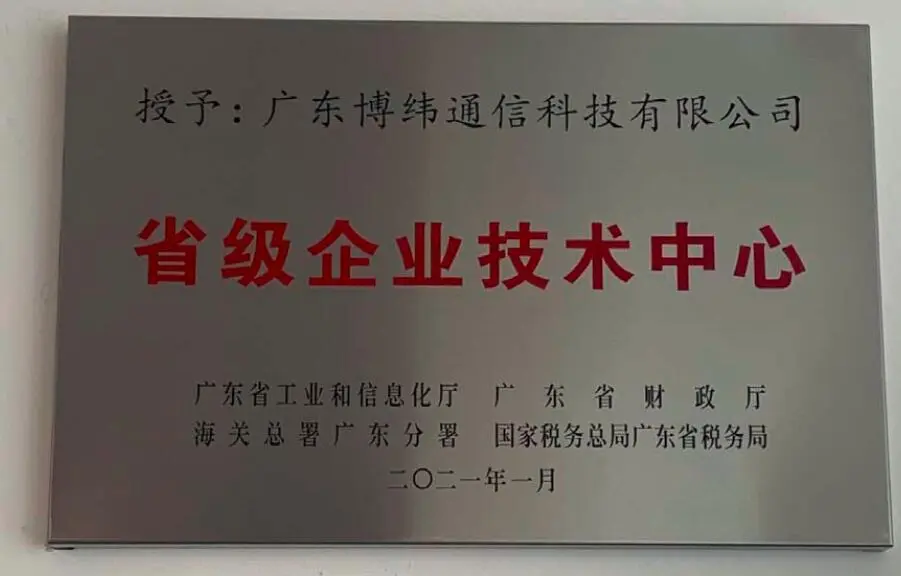 授予：广东博纬通信科技有限公司
省级企业技术中心
广东省工业和信息化厅 广东省财政厅
海关总署广东分署 国家税务总局广东省税务局
二〇二一年一月